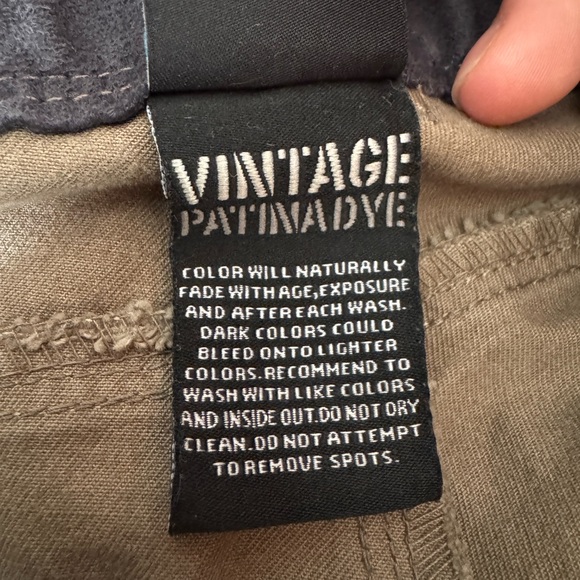 VINTAGE
PATINA DYE
COLOR WILL NATURALLY
FADE WITH AGE, EXPOSURE
AND AFTER EACH WASH.
DARK COLORS COULD
BLEED ONTO LIGHTER
COLORS. RECOMMEND TO
WASH WITH LIKE COLORS
AND INSIDE OUT. DO NOT DRY
CLEAN. DO NOT ATTEMPT
TO REMOVE SPOTS.